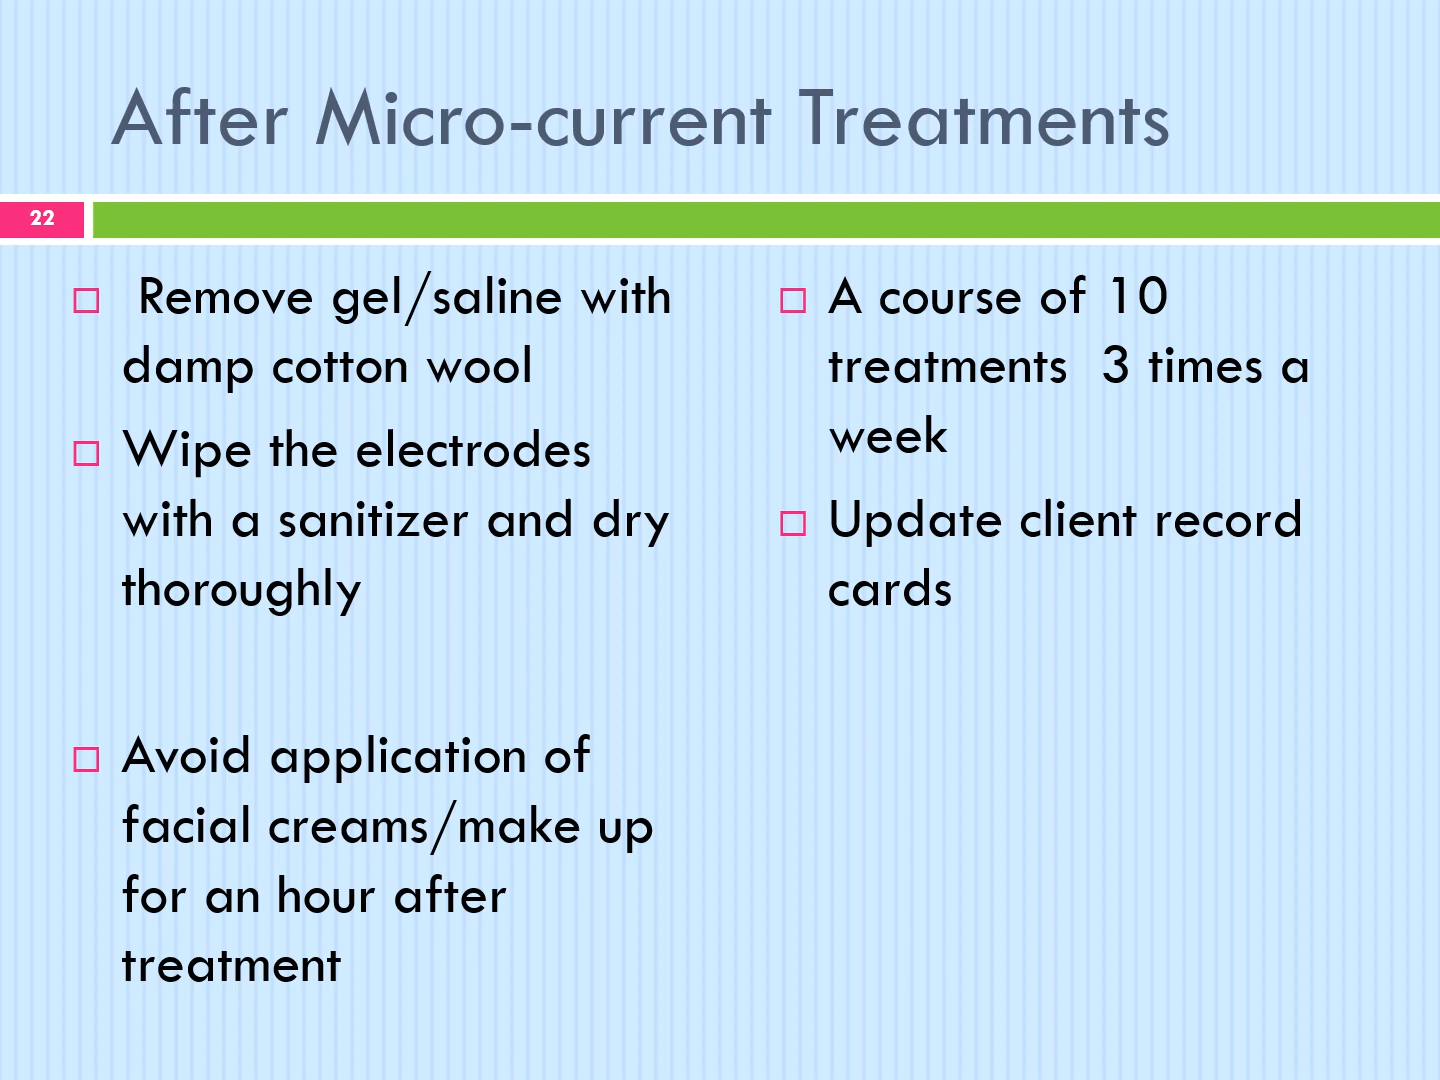 After Micro-current Treatments
22
Remove gel/saline with
damp cotton wool
Wipe the electrodes
with a sanitizer and dry
thoroughly
Avoid application of
facial creams/make up
for an hour after
treatment
A course of 10
treatments  3 times a
week
Update client record
cards